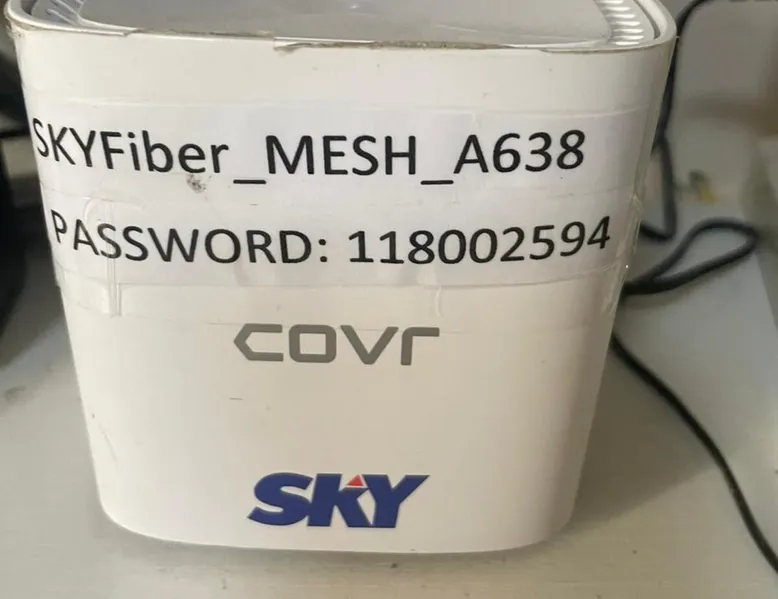 SKYFiber_MESH_A638
PASSWORD: 118002594
covr
SKY